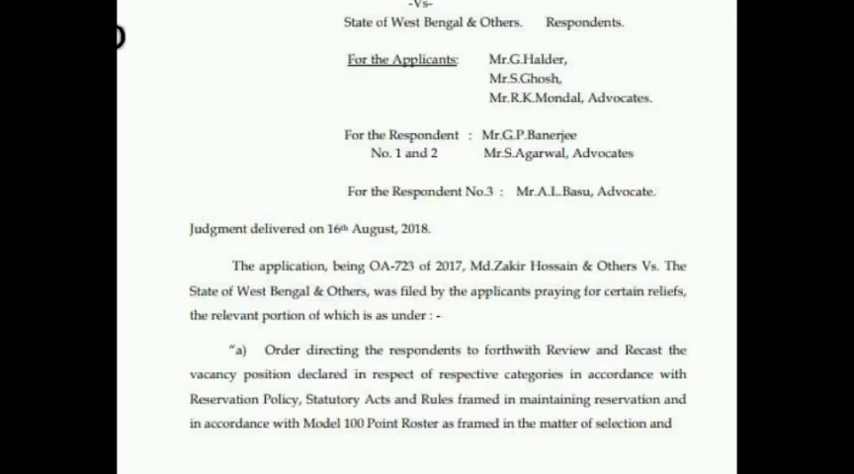 -Vs-
State of West Bengal & Others. Respondents.
For the Applicants: Mr.G.Halder,
Mr.S.Ghosh,
Mr.R.K.Mondal, Advocates.
For the Respondent : Mr.G.P.Banerjee
No. 1 and 2 Mr.S.Agarwal, Advocates
For the Respondent No.3 : Mr.A.L.Basu, Advocate.
Judgment delivered on 16th August, 2018.
The application, being OA-723 of 2017, Md.Zakir Hossain & Others Vs. The
State of West Bengal & Others, was filed by the applicants praying for certain reliefs,
the relevant portion of which is as under : -
"a) Order directing the respondents to forthwith Review and Recast the
vacancy position declared in respect of respective categories in accordance with
Reservation Policy, Statutory Acts and Rules framed in maintaining reservation and
in accordance with Model 100 Point Roster as framed in the matter of selection and